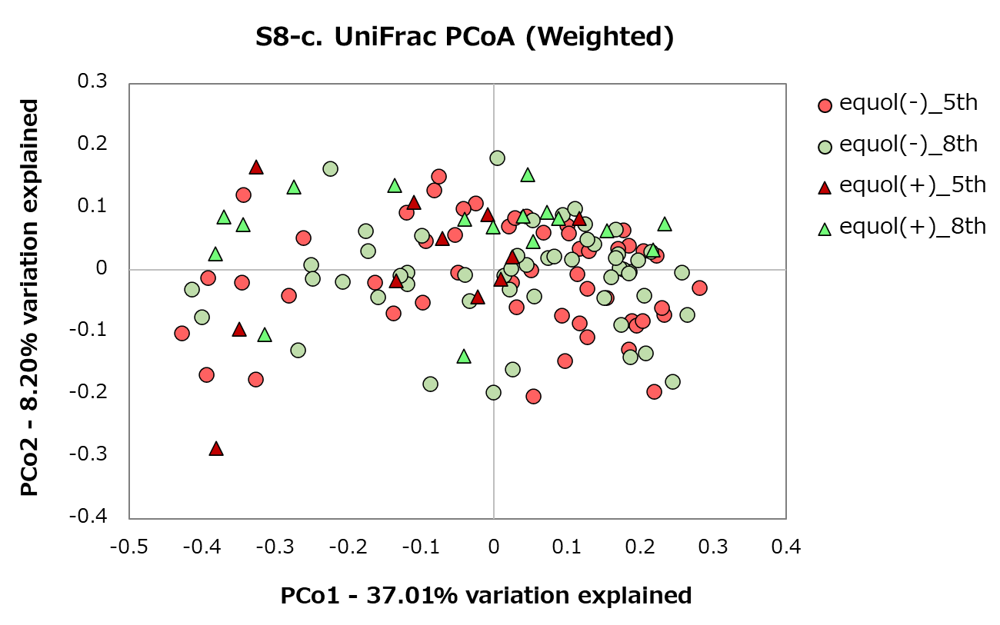 S8-c. UniFrac PCoA (Weighted)
PCo2 - 8.20% variation explained
0.3
0.2
0.1
0
-0.1
-0.2
-0.3
-0.4
-0.5 -0.4 -0.3 -0.2 -0.1 0 0.1 0.2 0.3 0.4
PCo1 - 37.01% variation explained
equol(-)_5th
equol(-)_8th
equol(+)_5th
equol(+)_8th